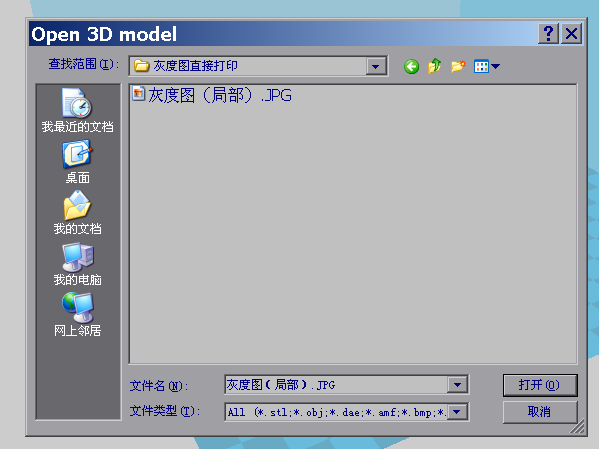 Open 3D model
查找范围(I):
灰度图直接打印
灰度图（局部）.JPG
我最近的文档
桌面
我的文档
我的电脑
网上邻居
文件名(N):
灰度图（局部）.JPG
打开(O)
文件类型(T):
All (*.stl;*.obj;*.dae;*.amf;*.bmp;*.
取消